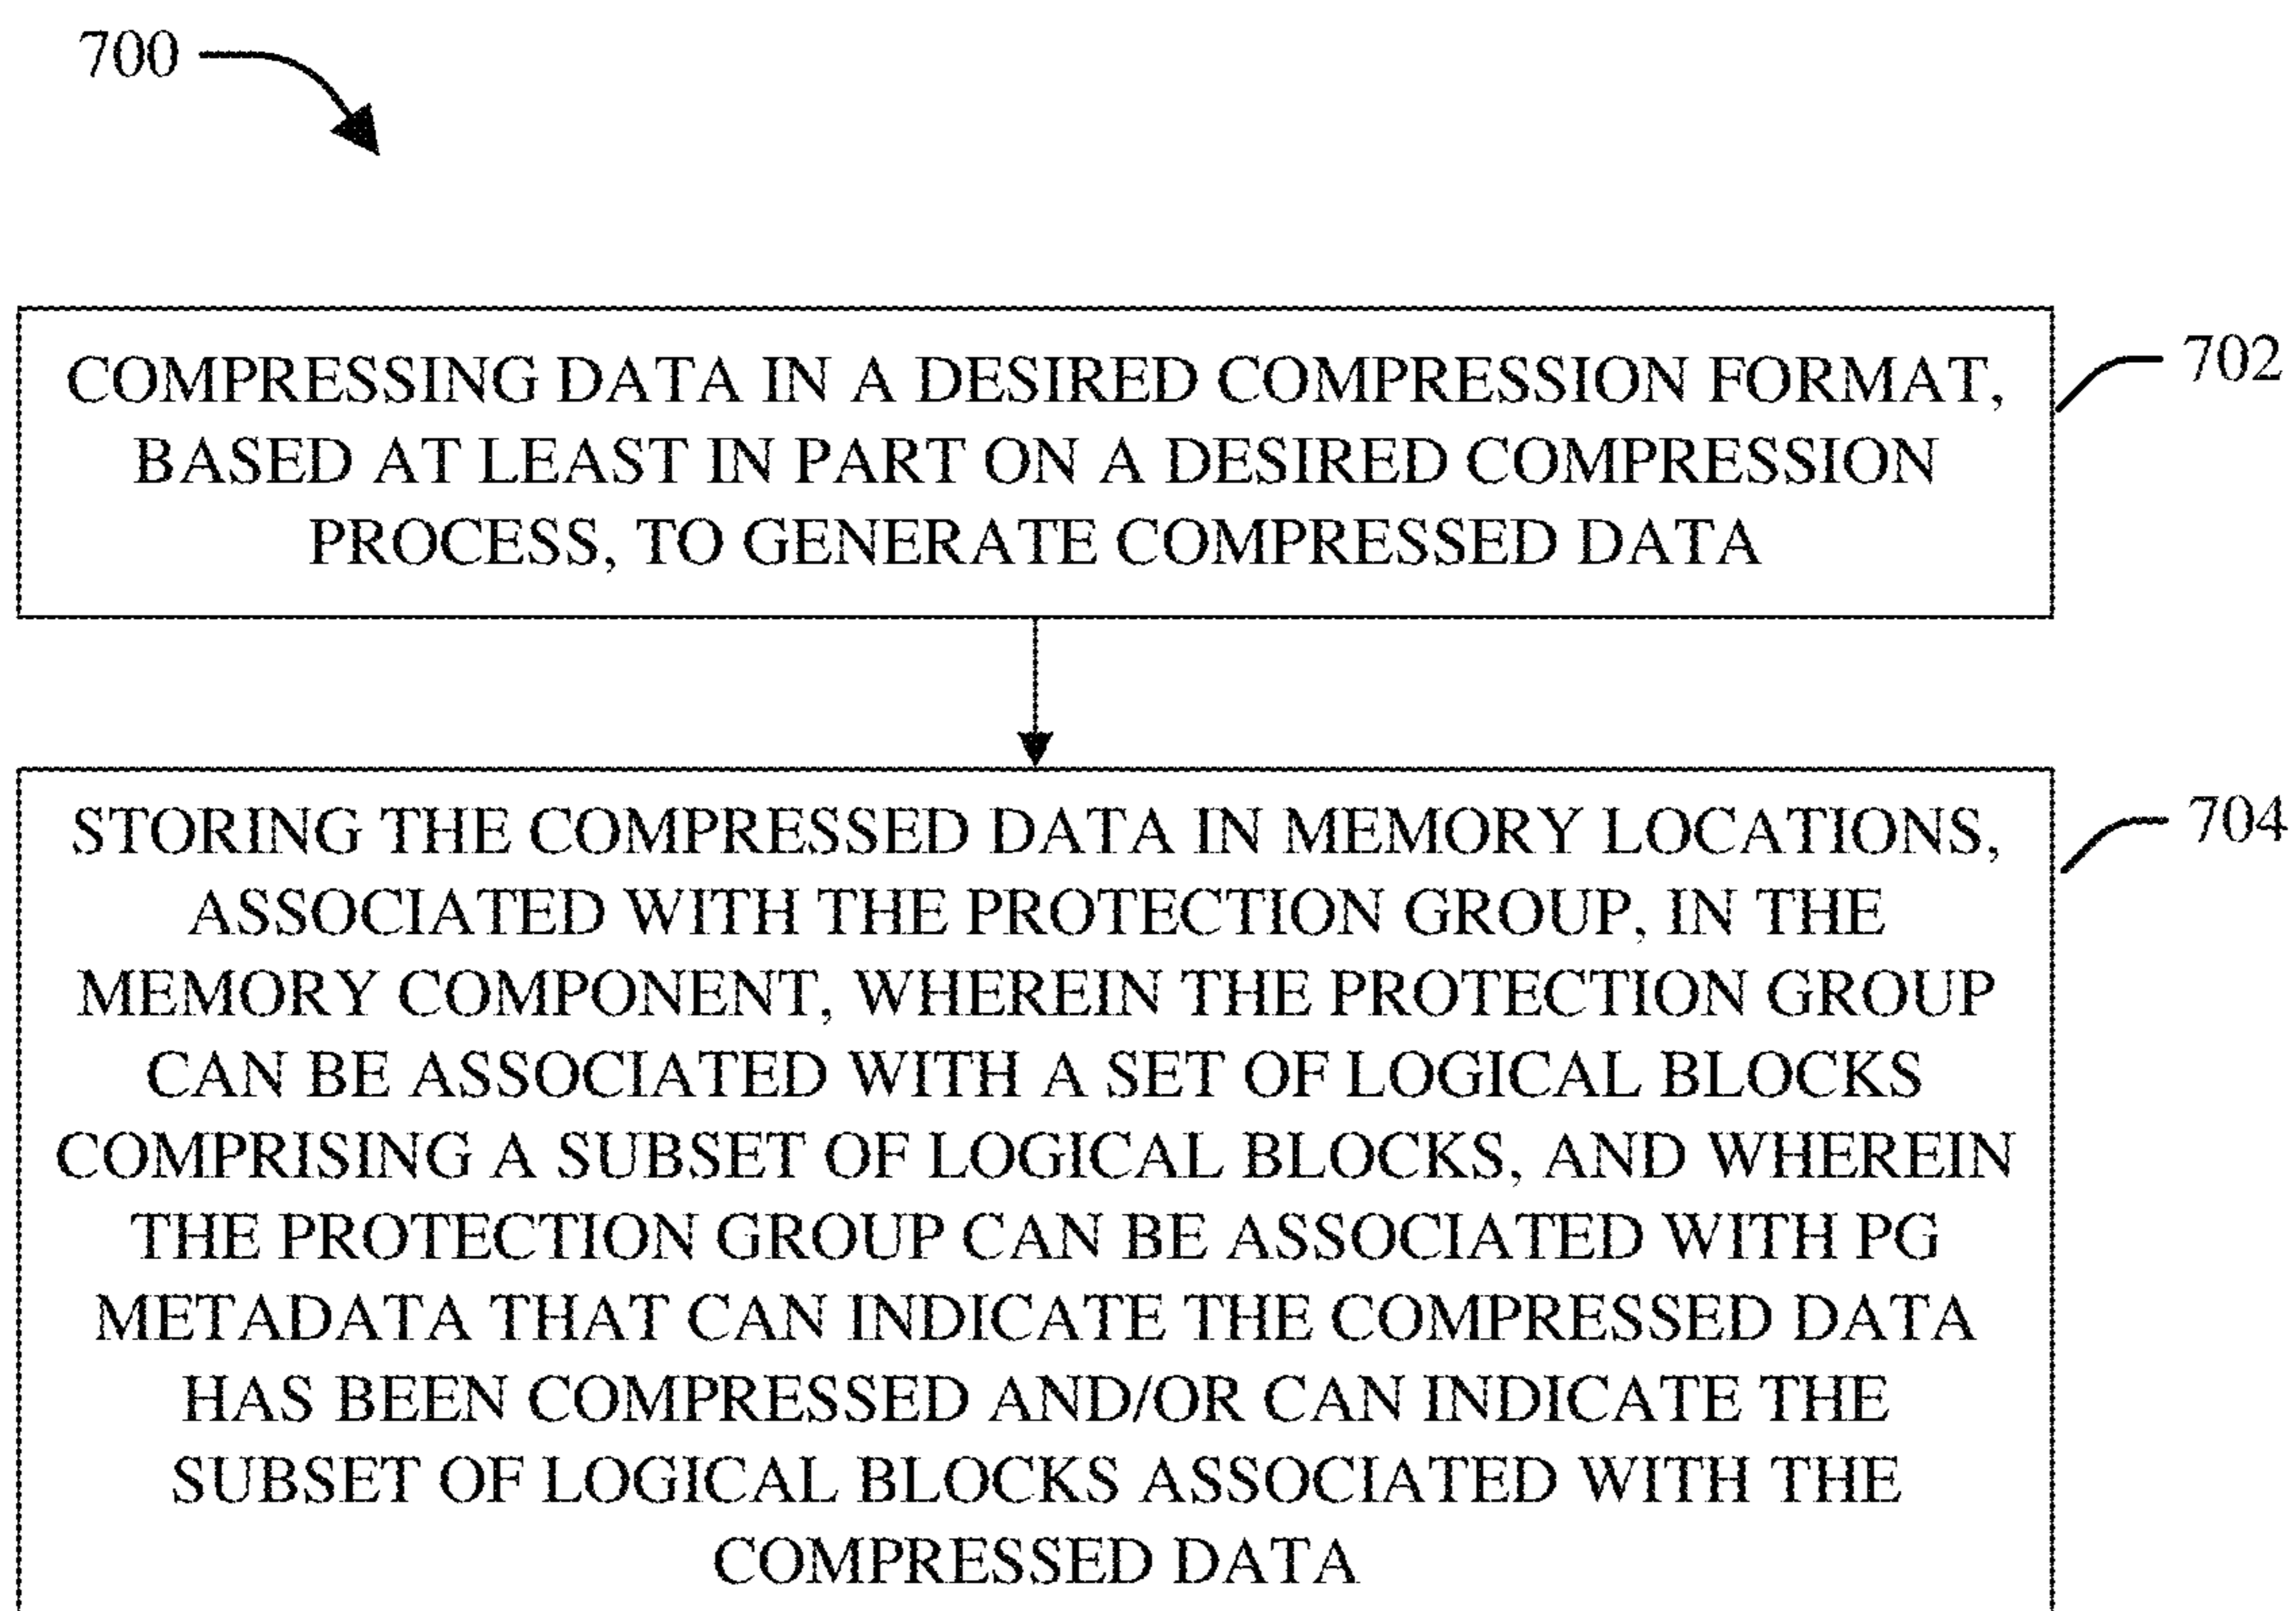 700
COMPRESSING DATA IN A DESIRED COMPRESSION FORMAT,
702
BASED AT LEAST IN PART ON A DESIRED COMPRESSION
PROCESS, TO GENERATE COMPRESSED DATA
STORING THE COMPRESSED DATA IN MEMORY LOCATIONS,
704
ASSOCIATED WITH THE PROTECTION GROUP, IN THE
MEMORY COMPONENT, WHEREIN THE PROTECTION GROUP
CAN BE ASSOCIATED WITH A SET OF LOGICAL BLOCKS
COMPRISING A SUBSET OF LOGICAL BLOCKS, AND WHEREIN
THE PROTECTION GROUP CAN BE ASSOCIATED WITH PG
METADATA THAT CAN INDICATE THE COMPRESSED DATA
HAS BEEN COMPRESSED AND/OR CAN INDICATE THE
SUBSET OF LOGICAL BLOCKS ASSOCIATED WITH THE
COMPRESSED DATA